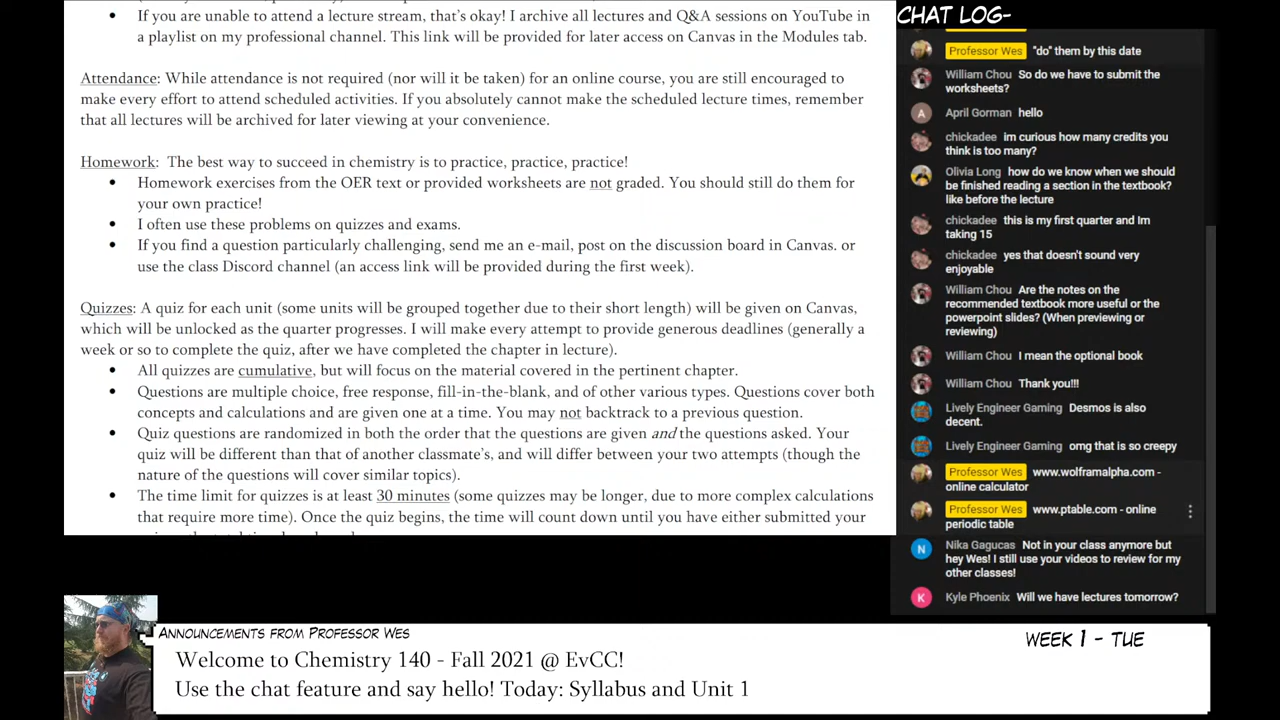 • If you are unable to attend a lecture stream, that’s okay! I archive all lectures and Q&A sessions on YouTube in
a playlist on my professional channel. This link will be provided for later access on Canvas in the Modules tab.
Attendance: While attendance is not required (nor will it be taken) for an online course, you are still encouraged to
make every effort to attend scheduled activities. If you absolutely cannot make the scheduled lecture times, remember
that all lectures will be archived for later viewing at your convenience.
Homework: The best way to succeed in chemistry is to practice, practice, practice!
• Homework exercises from the OER text or provided worksheets are not graded. You should still do them for
your own practice!
• I often use these problems on quizzes and exams.
• If you find a question particularly challenging, send me an e-mail, post on the discussion board in Canvas. or
use the class Discord channel (an access link will be provided during the first week).
Quizzes: A quiz for each unit (some units will be grouped together due to their short length) will be given on Canvas,
which will be unlocked as the quarter progresses. I will make every attempt to provide generous deadlines (generally a
week or so to complete the quiz, after we have completed the chapter in lecture).
• All quizzes are cumulative, but will focus on the material covered in the pertinent chapter.
• Questions are multiple choice, free response, fill-in-the-blank, and of other various types. Questions cover both
concepts and calculations and are given one at a time. You may not backtrack to a previous question.
• Quiz questions are randomized in both the order that the questions are given and the questions asked. Your
quiz will be different than that of another classmate’s, and will differ between your two attempts (though the
nature of the questions will cover similar topics).
• The time limit for quizzes is at least 30 minutes (some quizzes may be longer, due to more complex calculations
that require more time). Once the quiz begins, the time will count down until you have either submitted your
CHAT LOG-
Professor Wes "do" them by this date
William Chou So do we have to submit the
worksheets?
A April Gorman hello
chickadee im curious how many credits you
think is too many?
Olivia Long how do we know when we should
be finished reading a section in the textbook?
like before the lecture
chickadee this is my first quarter and Im
taking 15
chickadee yes that doesn't sound very
enjoyable
William Chou Are the notes on the
recommended textbook more useful or the
powerpoint slides? (When previewing or
reviewing)
William Chou I mean the optional book
William Chou Thank you!!!
Lively Engineer Gaming Desmos is also
decent.
Lively Engineer Gaming omg that is so creepy
Professor Wes www.wolframalpha.com -
online calculator
Professor Wes www.ptable.com - online
periodic table
N Nika Gagucas Not in your class anymore but
hey Wes! I still use your videos to review for my
other classes!
K Kyle Phoenix Will we have lectures tomorrow?
Announcements from Professor Wes
WEEK 1 - TUE
Welcome to Chemistry 140 - Fall 2021 @ EvCC!
Use the chat feature and say hello! Today: Syllabus and Unit 1